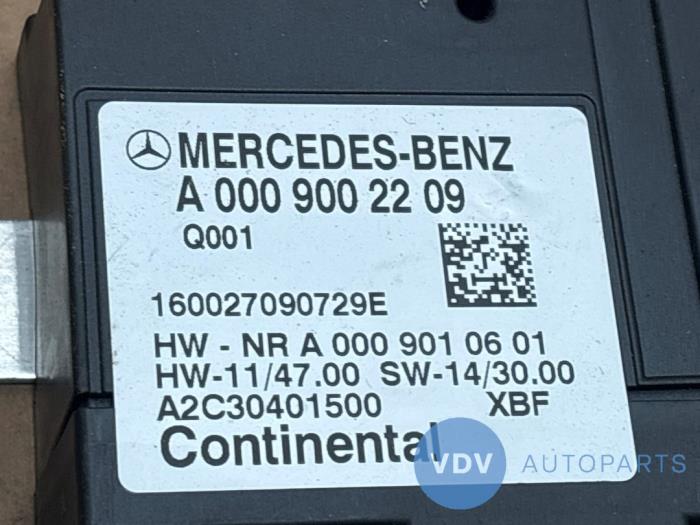 MERCEDES-BENZ
A 000 900 22 09
Q001
160027090729E
HW - NR A 000 901 06 01
HW-11/47.00 SW-14/30.00
A2C30401500 XBF
Continental
VDV AUTOPARTS